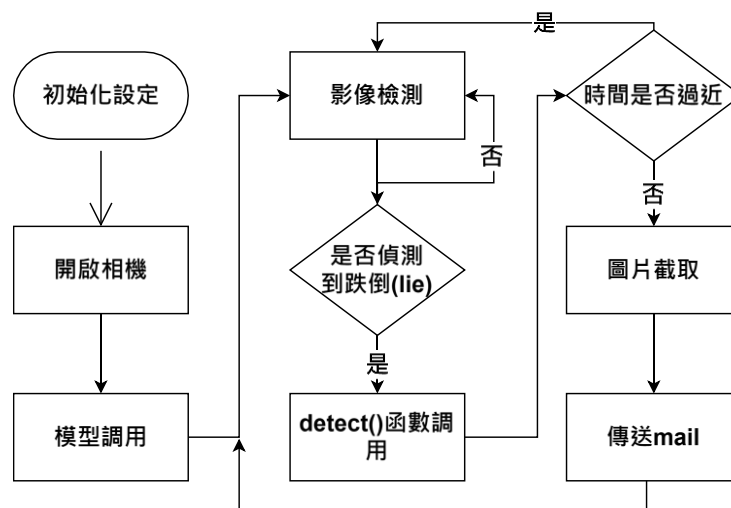 初始化設定
開啟相機
模型調用
影像檢測
否
是否偵測
到跌倒(lie)
是
detect()函數調
用
是
時間是否過近
否
圖片截取
傳送mail